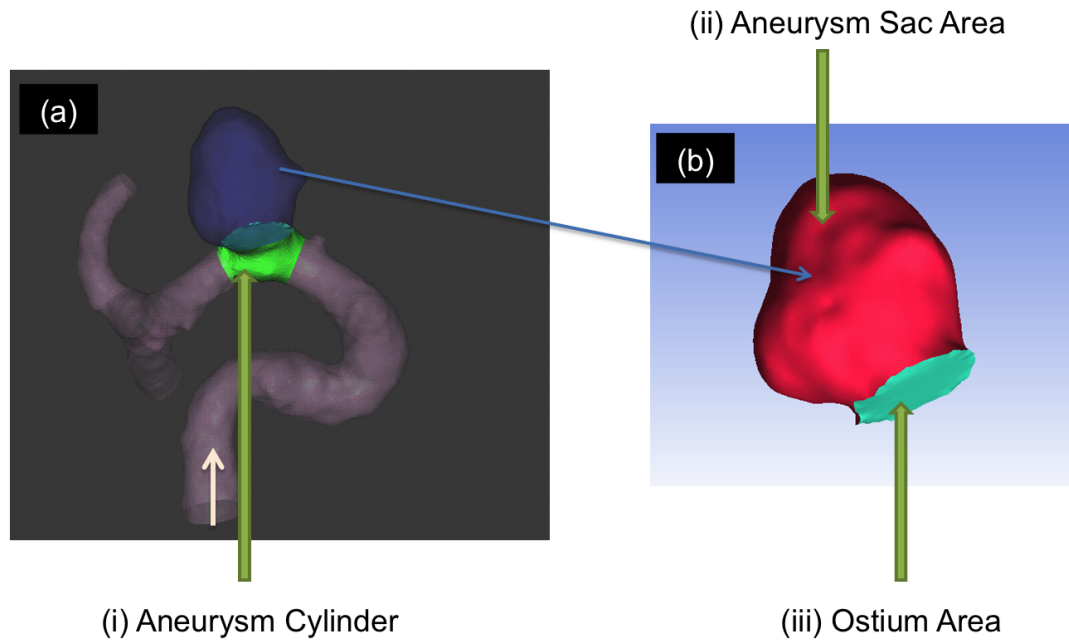 (ii) Aneurysm Sac Area
(a)
(b)
(i) Aneurysm Cylinder
(iii) Ostium Area